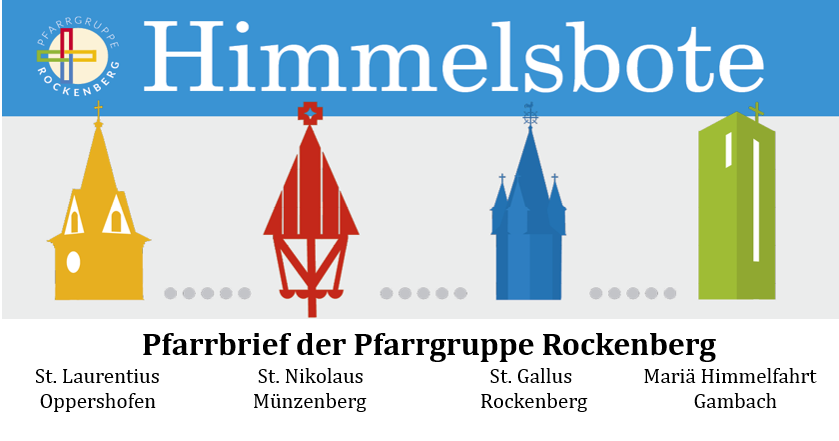 PFARRGRUPPE
ROCKENBERG
Himmelsbote
Pfarrbrief der Pfarrgruppe Rockenberg
St. Laurentius St. Nikolaus St. Gallus Mariä Himmelfahrt
Oppershofen Münzenberg Rockenberg Gambach